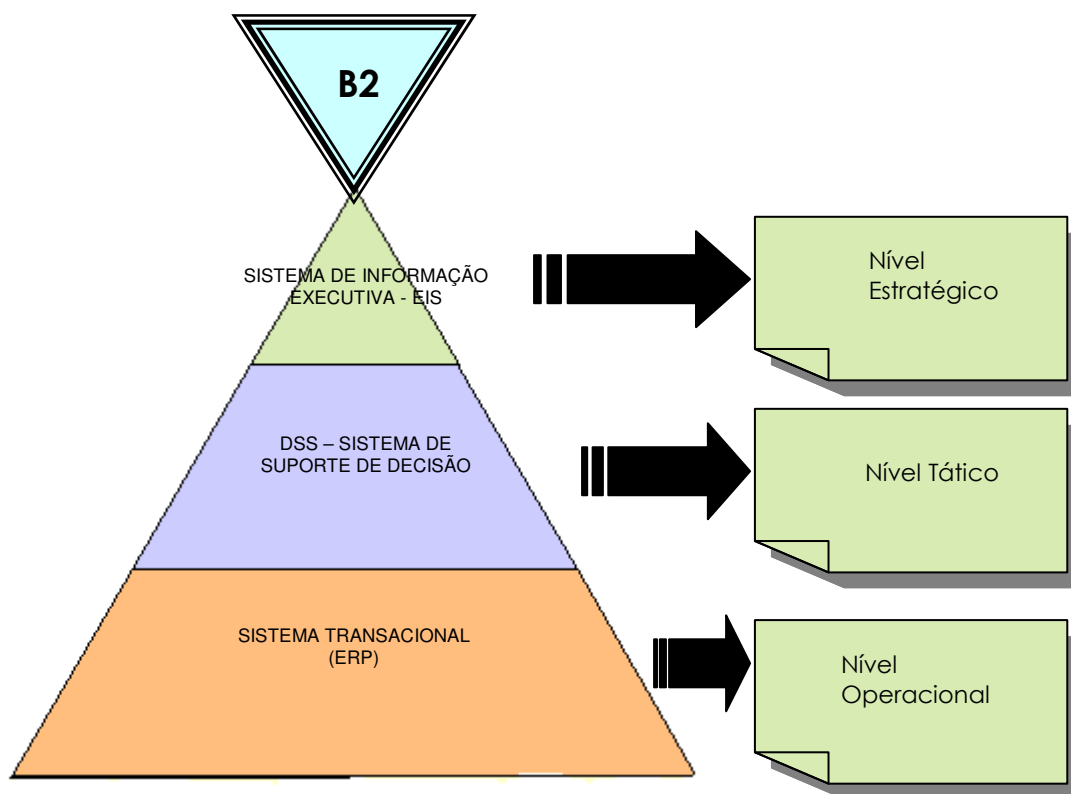 B2
SISTEMA DE INFORMAÇÃO
EXECUTIVA - EIS
Nível
Estratégico
DSS – SISTEMA DE
SUPORTE DE DECISÃO
Nível Tático
SISTEMA TRANSACIONAL
(ERP)
Nível
Operacional